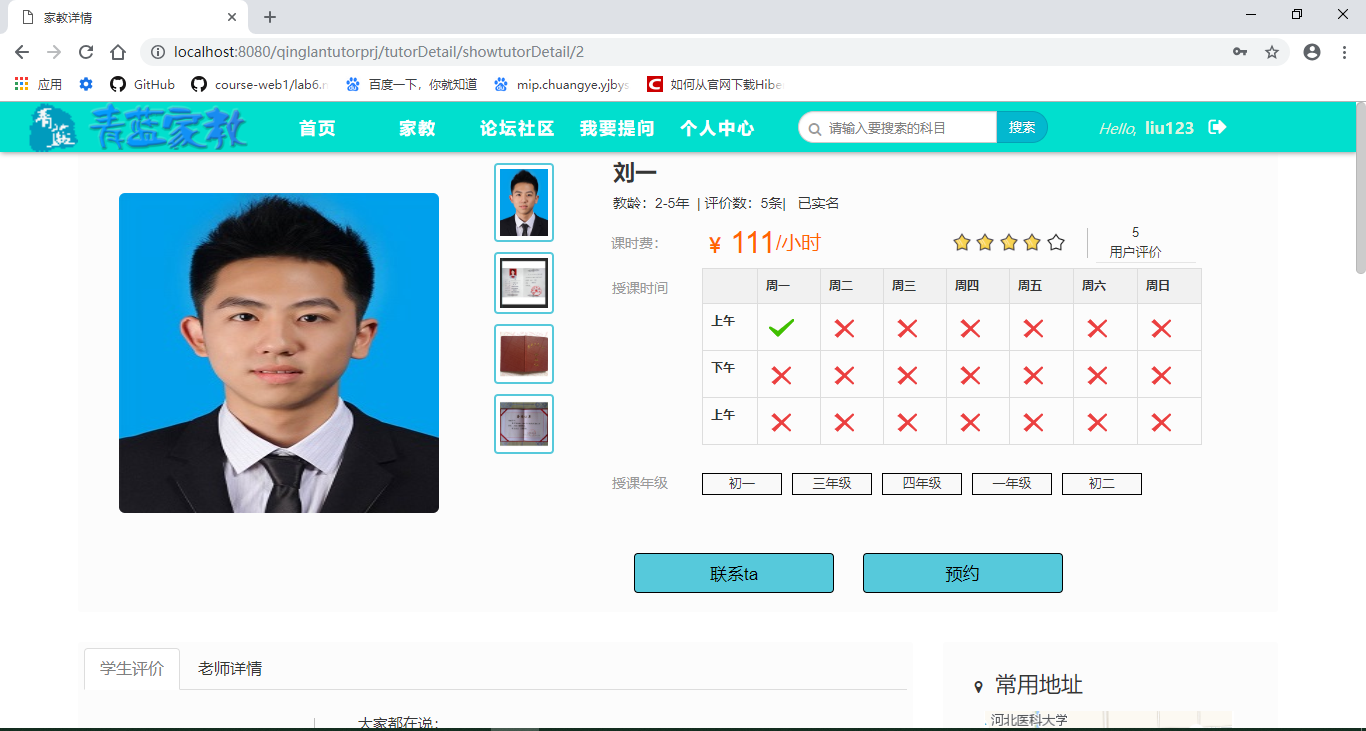 家教详情
localhost:8080/qinglantutorprj/tutorDetail/showtutorDetail/2
应用 GitHub course-web1/lab6.r 百度一下，你就知道 mip.chuangye.yjbys 如何从官网下载Hibe
青蓝 青蓝家教 首页 家教 论坛社区 我要提问 个人中心 请输入要搜索的科目 搜索 Hello, liu123
刘一
教龄：2-5年 | 评价数：5条| 已实名
课时费： ¥ 111/小时 5
用户评价
授课时间 周一 周二 周三 周四 周五 周六 周日
上午
下午
上午
授课年级 初一 三年级 四年级 一年级 初二
联系ta 预约
学生评价 老师详情
常用地址
河北医科大学
大家都在说：